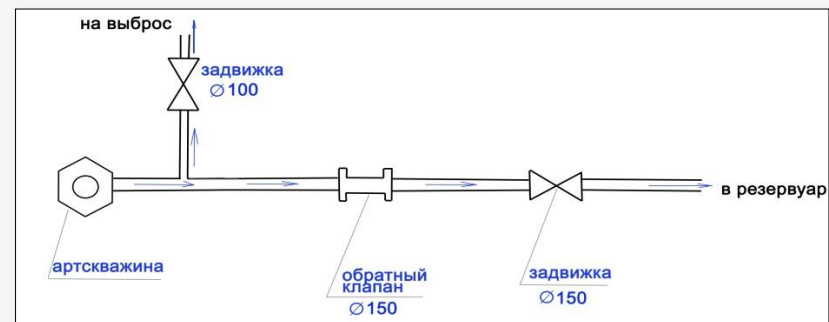 на выброс
задвижка
∅100
в резервуар
артскважина
обратный
клапан
∅150
задвижка
∅150